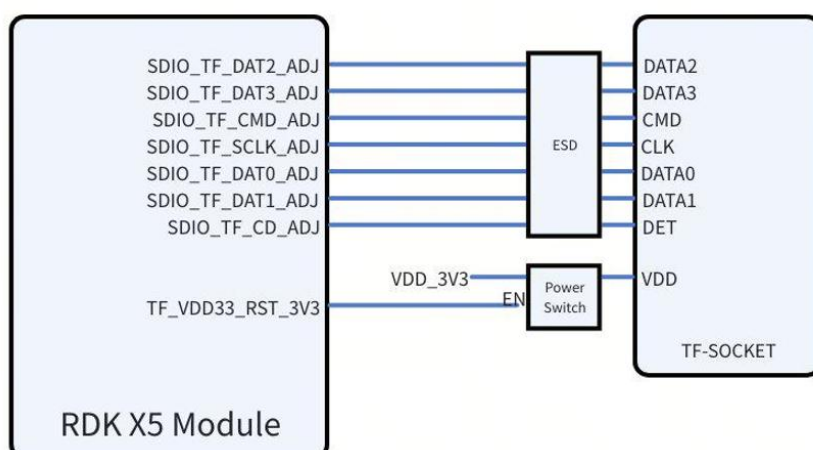 SDIO_TF_DAT2_ADJ
SDIO_TF_DAT3_ADJ
SDIO_TF_CMD_ADJ
SDIO_TF_SCLK_ADJ
SDIO_TF_DAT0_ADJ
SDIO_TF_DAT1_ADJ
SDIO_TF_CD_ADJ
TF_VDD33_RST_3V3
RDK X5 Module
ESD
VDD_3V3
EN
Power
Switch
DATA2
DATA3
CMD
CLK
DATA0
DATA1
DET
VDD
TF-SOCKET